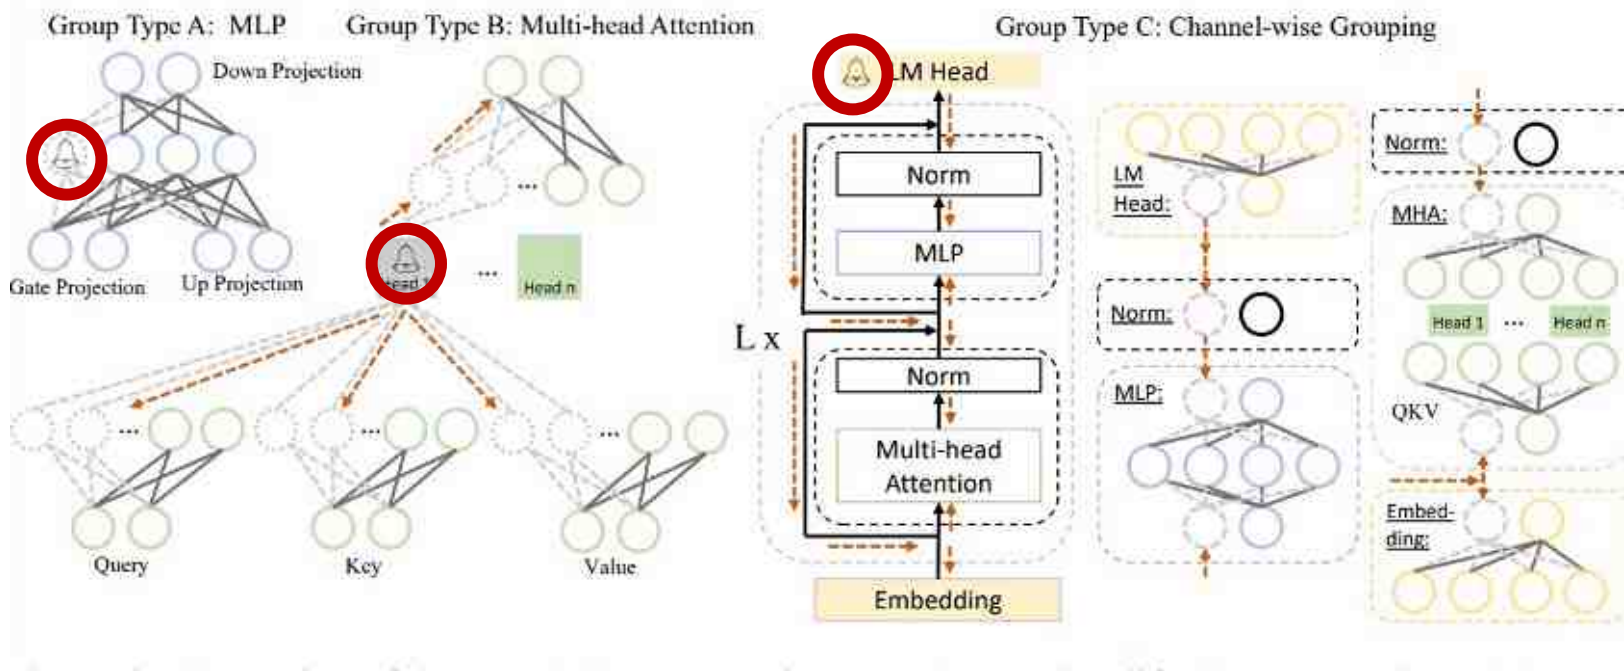 Group Type A: MLP
Group Type B: Multi-head Attention
Group Type C: Channel-wise Grouping
Down Projection
Gate Projection
Up Projection
Head n
Query
Key
Value
L x
LM Head
Norm
MLP
Norm
Multi-head
Attention
Embedding
LM
Head:
Norm:
MLP:
Norm:
MHA:
Head 1
...
Head n
QKV
Embed-
ding: